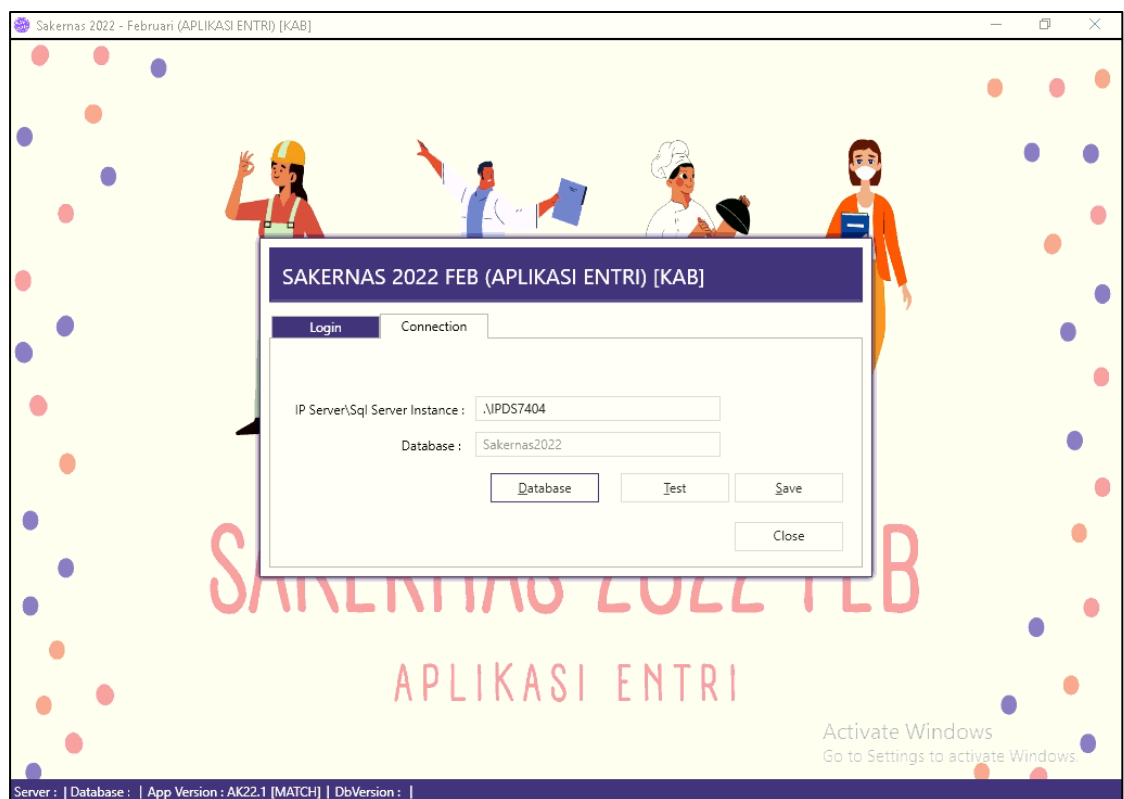 Sakernas 2022 - Februari (APLIKASI ENTRI) [KAB]
SAKERNAS 2022 FEB (APLIKASI ENTRI) [KAB]
Login Connection
IP Server\Sql Server Instance : .\IPDS7404
Database : Sakernas2022
Database Test Save
Close
SAKERNAS 2022 FEB
APLIKASI ENTRI
Activate Windows
Go to Settings to activate Windows.
Server : | Database : | App Version : AK22.1 [MATCH] | DbVersion : |